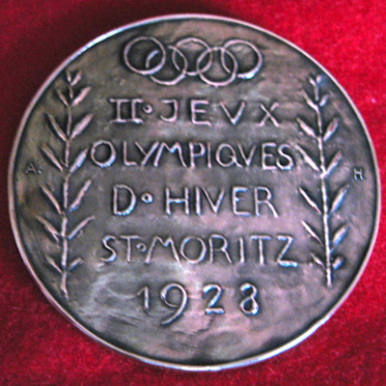 II · JEVX
OLYMPIQVES
D · HIVER
ST · MORITZ
1928
A.
H